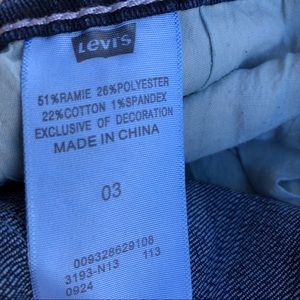 Levi's
51%RAMIE 26%POLYESTER
22%COTTON 1%SPANDEX
EXCLUSIVE OF DECORATION
MADE IN CHINA
03
009328629108
3193-N13 113
0924